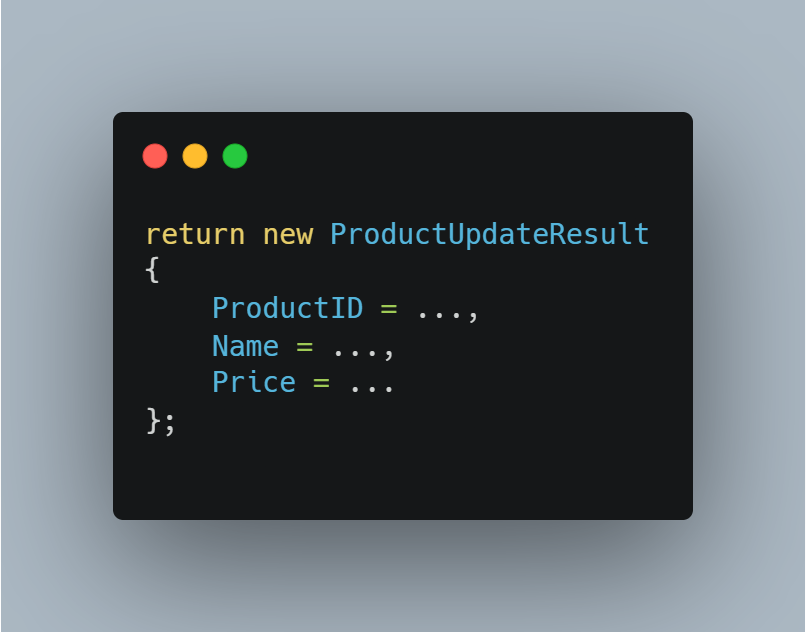 return new ProductUpdateResult
{
    ProductID = ...,
    Name = ...,
    Price = ...
};